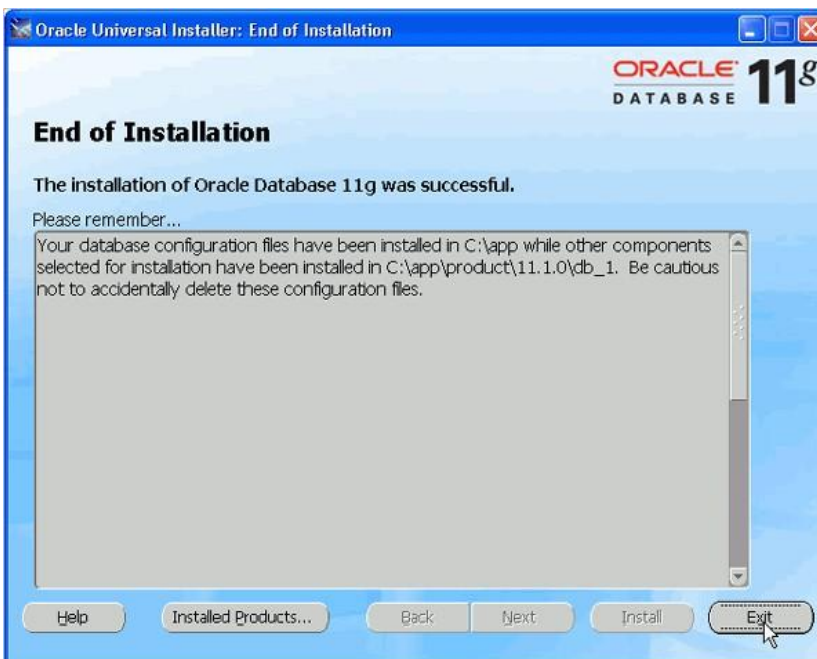 Oracle Universal Installer: End of Installation
ORACLE
DATABASE
11g
End of Installation
The installation of Oracle Database 11g was successful.
Please remember...
Your database configuration files have been installed in C:\app while other components
selected for installation have been installed in C:\app\product\11.1.0\db_1. Be cautious
not to accidentally delete these configuration files.
Help
Installed Products...
Back
Next
Install
Exit